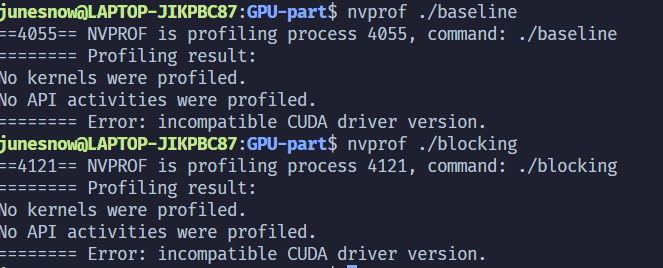 junesnow@LAPTOP-JIKPBC87:GPU-part$ nvprof ./baseline
==4055== NVPROF is profiling process 4055, command: ./baseline
======== Profiling result:
No kernels were profiled.
No API activities were profiled.
======== Error: incompatible CUDA driver version.
junesnow@LAPTOP-JIKPBC87:GPU-part$ nvprof ./blocking
==4121== NVPROF is profiling process 4121, command: ./blocking
======== Profiling result:
No kernels were profiled.
No API activities were profiled.
======== Error: incompatible CUDA driver version.